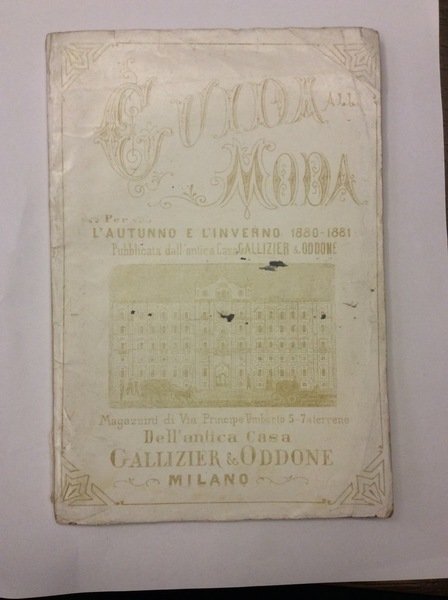 GUIDA ALLA
MODA
Per
L'AUTUNNO E L'INVERNO 1880-1881
Pubblicata dall'antica Casa GALLIZIER & ODDONE
Magazzini di Via Principe Umberto 5-7 aterreno
Dell'antica Casa
GALLIZIER & ODDONE
MILANO